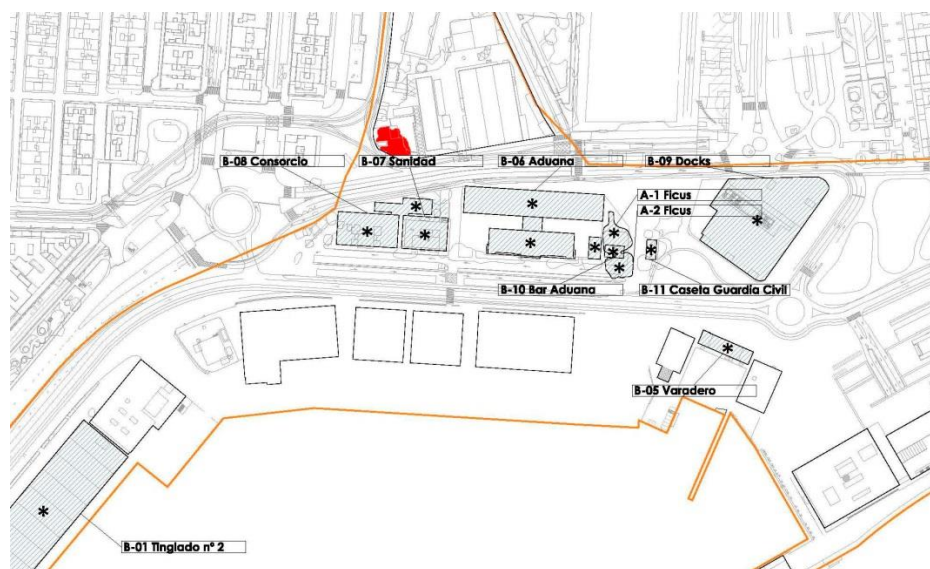 B-08 Consorcio
B-07 Sanidad
B-06 Aduana
B-09 Docks
A-1 Ficus
A-2 Ficus
B-10 Bar Aduana
B-11 Caseta Guardia Civil
B-05 Varadero
B-01 Tinglado nº 2